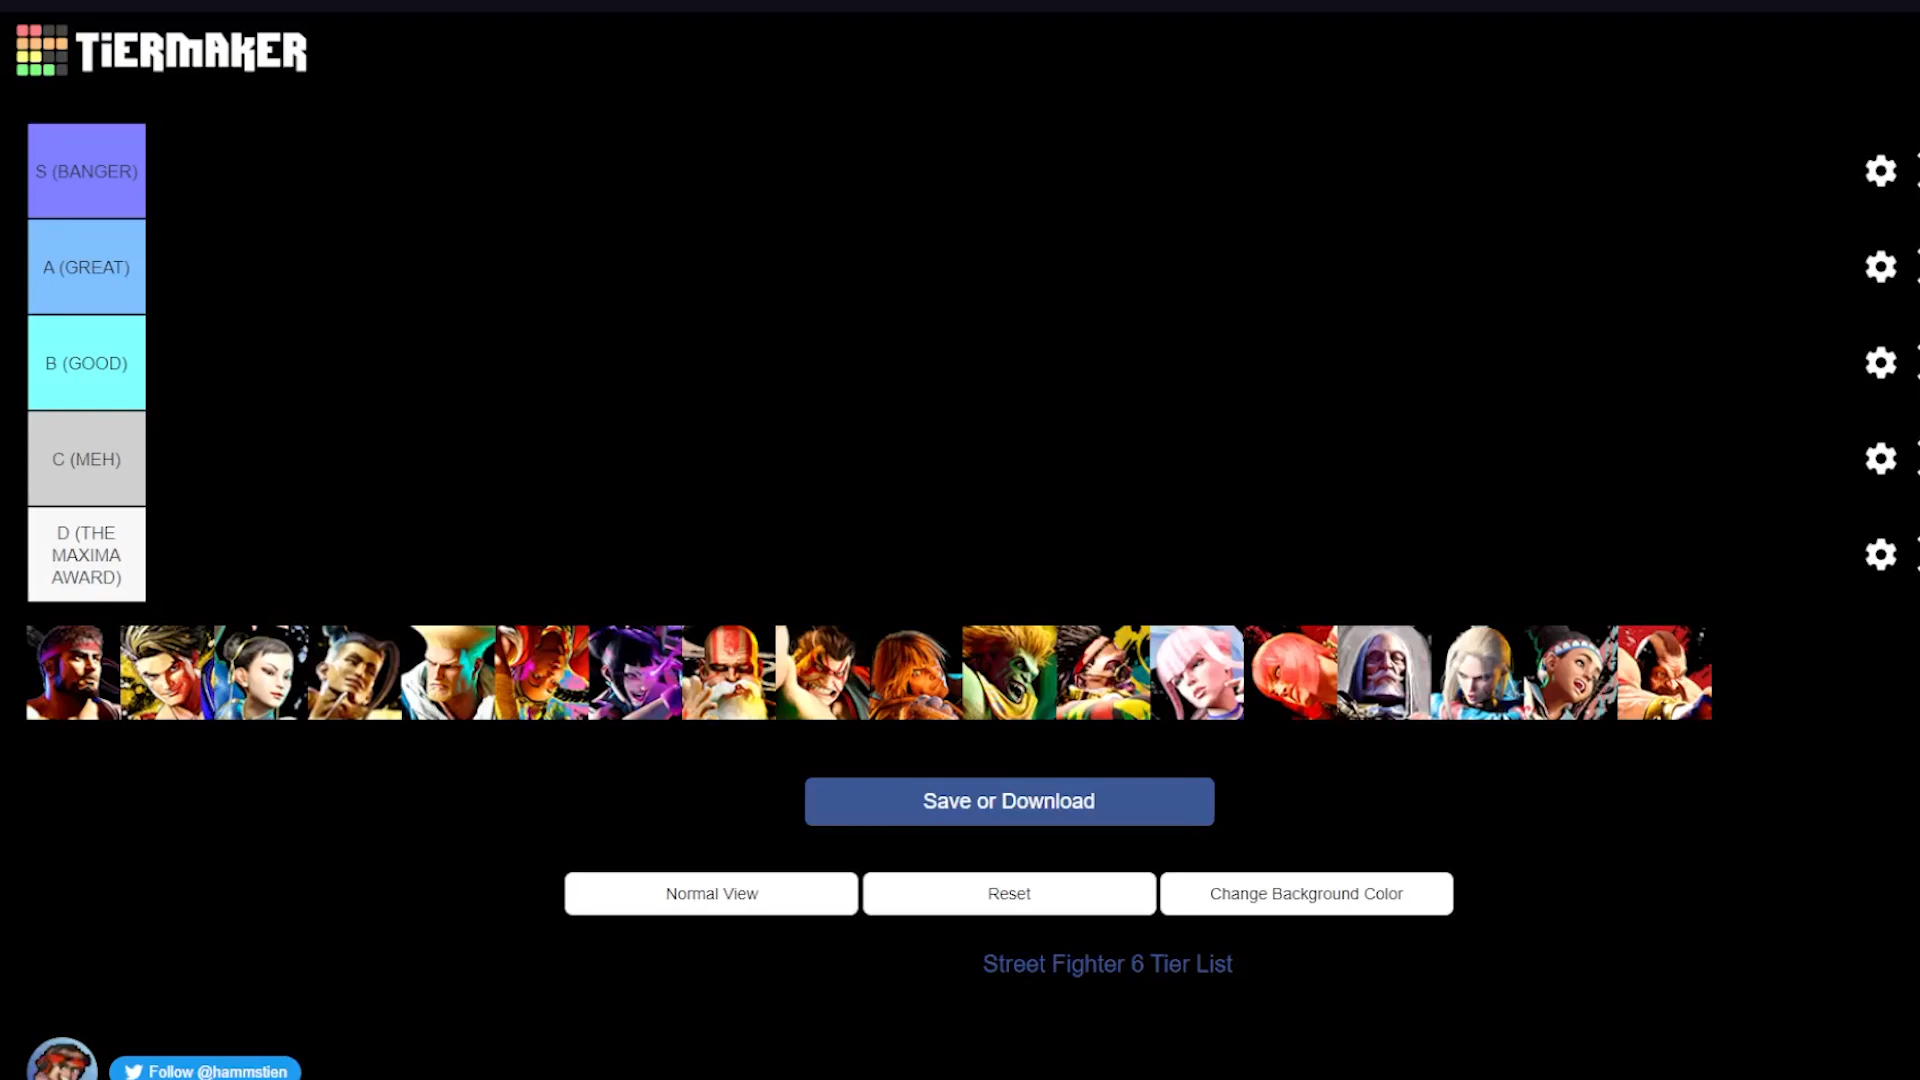 TiERMAKER
S (BANGER)
A (GREAT)
B (GOOD)
C (MEH)
D (THE
MAXIMA
AWARD)
Save or Download
Normal View
Reset
Change Background Color
Street Fighter 6 Tier List
Follow @hammstien